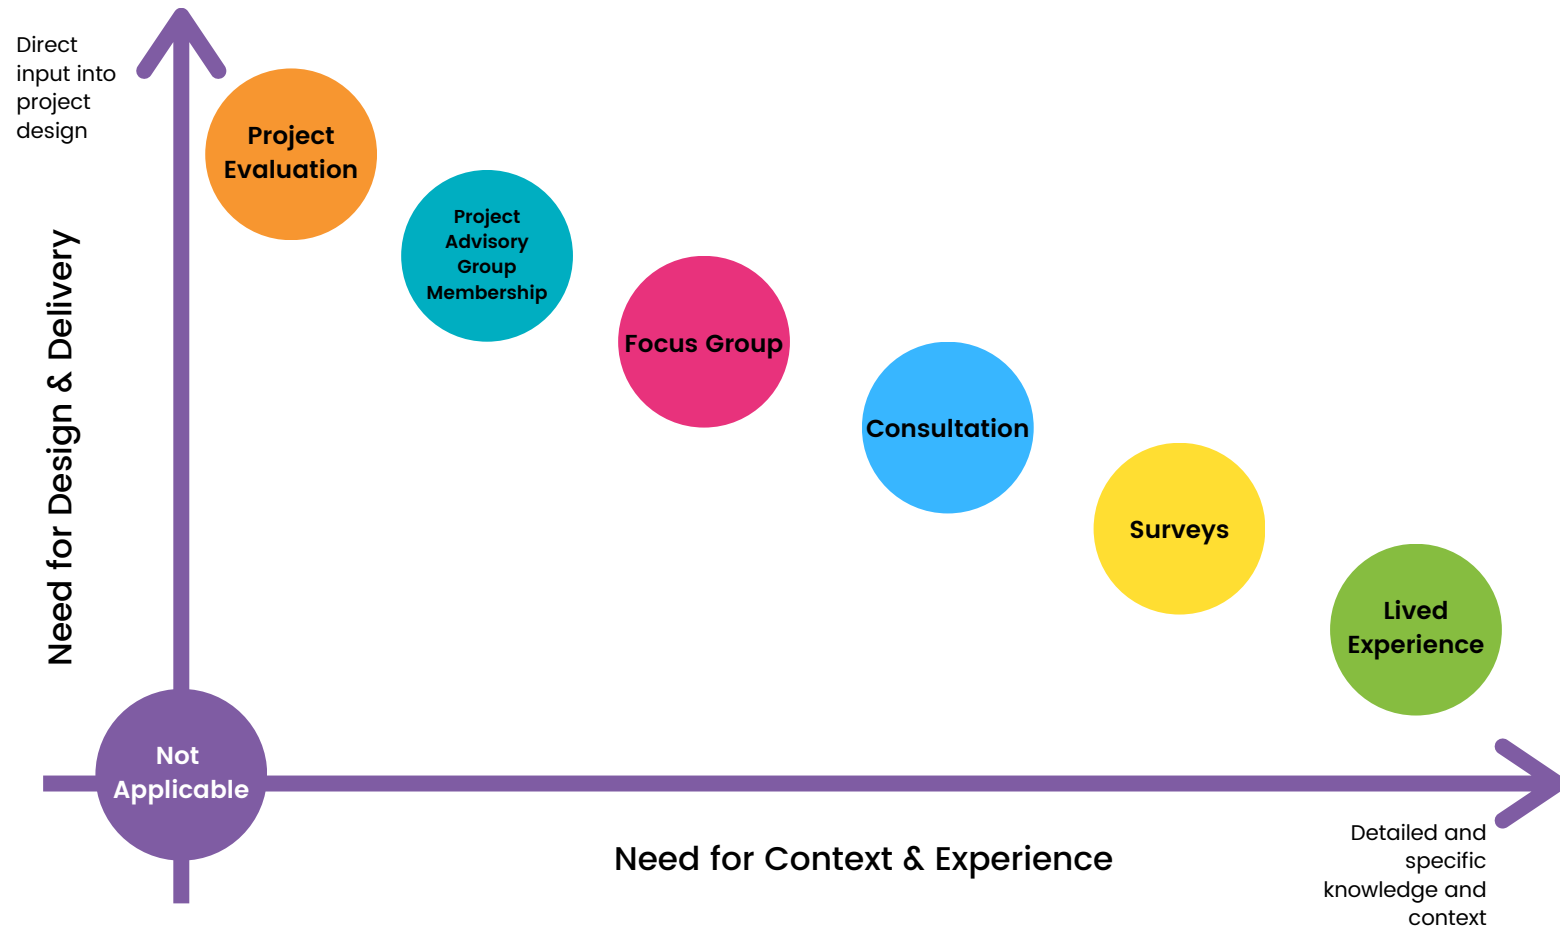 Direct
input into
project
design
Project
Evaluation
Project
Advisory
Group
Membership
Focus Group
Consultation
Surveys
Lived
Experience
Need for Design & Delivery
Not
Applicable
Need for Context & Experience
Detailed and
specific
knowledge and
context